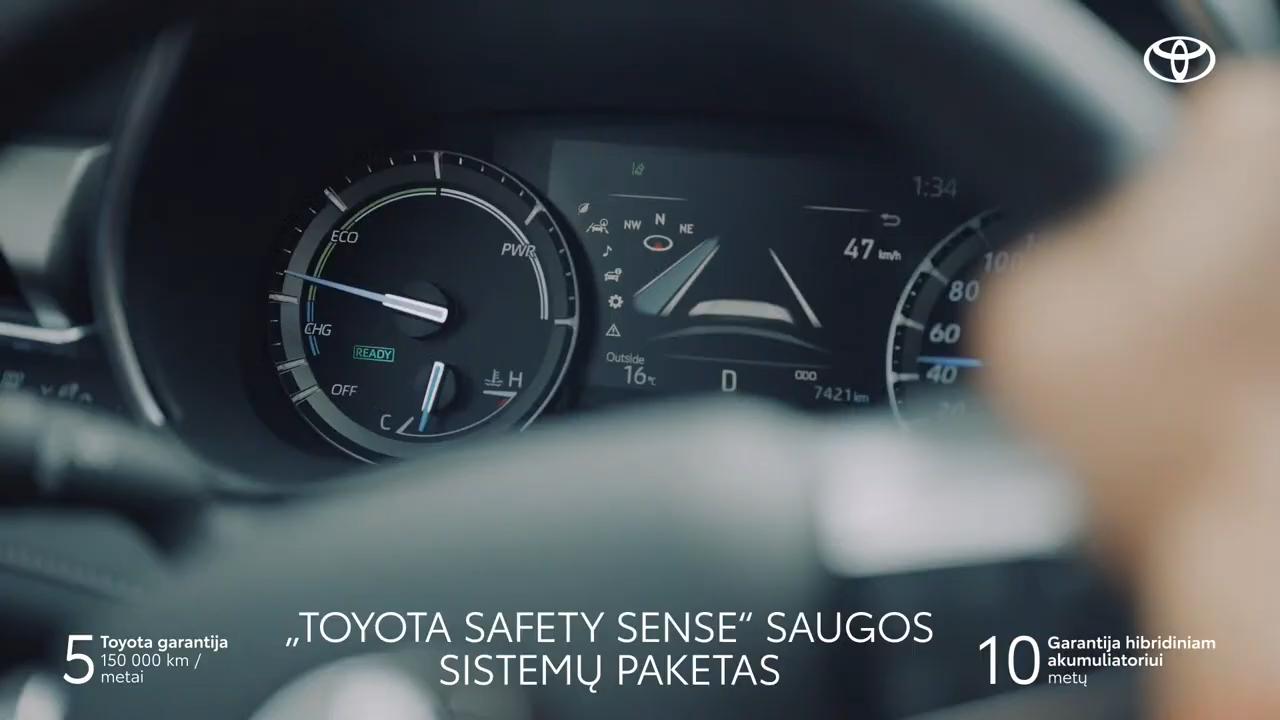 1:34
NW N NE
ECO
PWR
47 km/h
100
80
60
40
CHG
READY
OFF
H
C
Outside
16°C
D
ODO
7421 km
„TOYOTA SAFETY SENSE“ SAUGOS
SISTEMŲ PAKETAS
5 Toyota garantija
150 000 km /
metai
10 Garantija hibridiniam
akumuliatoriui
metų